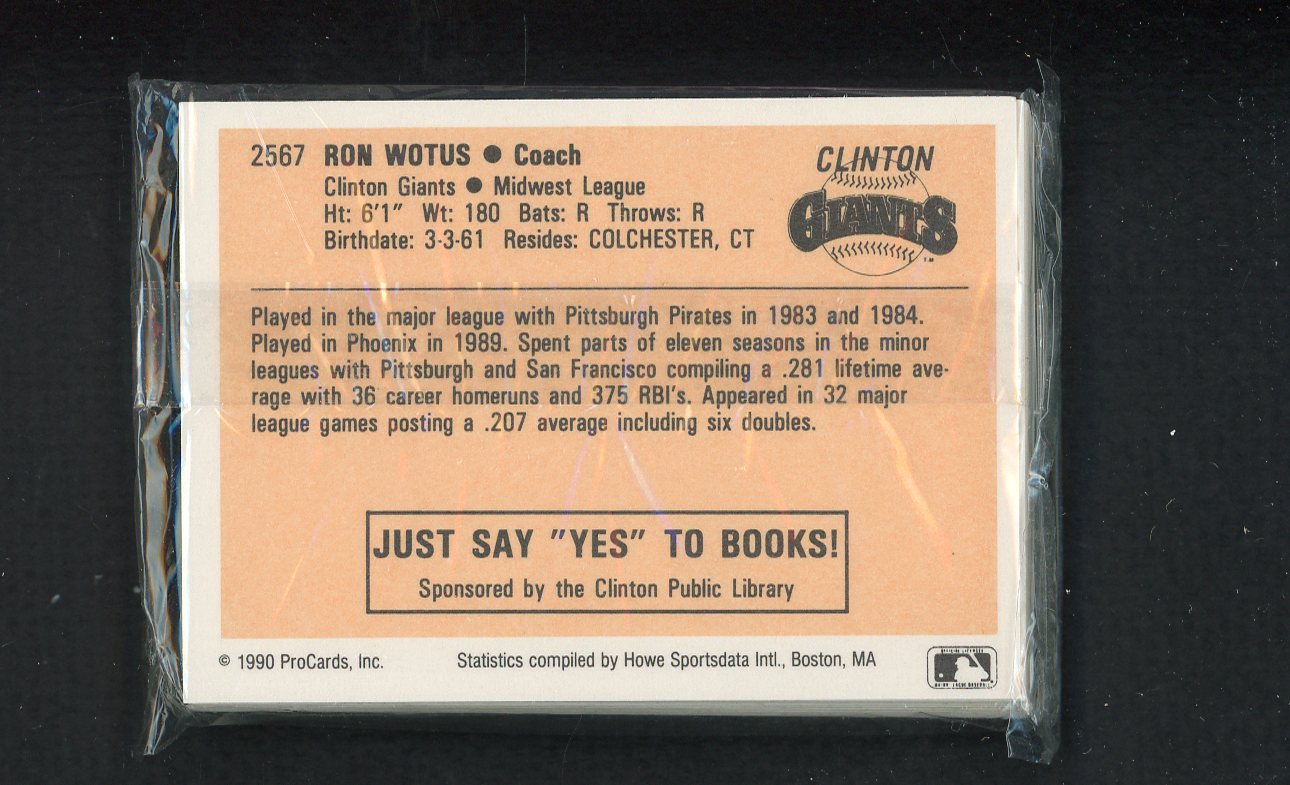 2567 RON WOTUS ● Coach
Clinton Giants ● Midwest League
Ht: 6'1" Wt: 180 Bats: R Throws: R
Birthdate: 3-3-61 Resides: COLCHESTER, CT
CLINTON
GIANTS
TM
Played in the major league with Pittsburgh Pirates in 1983 and 1984.
Played in Phoenix in 1989. Spent parts of eleven seasons in the minor
leagues with Pittsburgh and San Francisco compiling a .281 lifetime ave-
rage with 36 career homeruns and 375 RBI's. Appeared in 32 major
league games posting a .207 average including six doubles.
JUST SAY "YES" TO BOOKS!
Sponsored by the Clinton Public Library
© 1990 ProCards, Inc. Statistics compiled by Howe Sportsdata Intl., Boston, MA